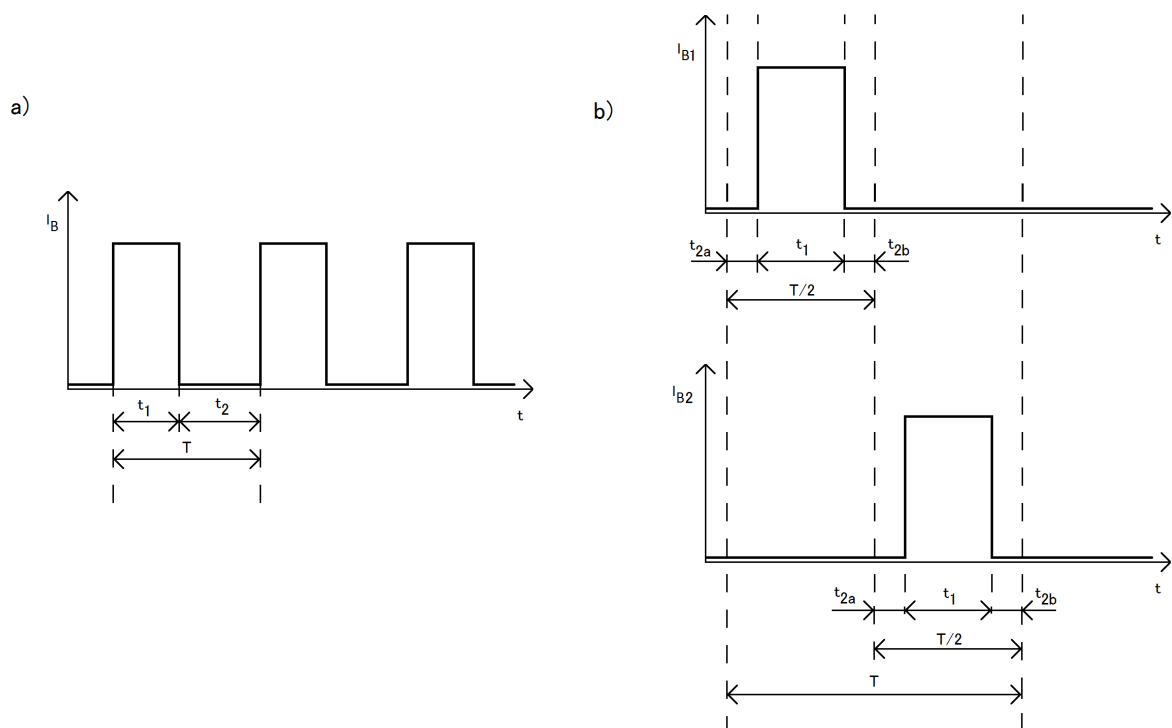 a)
I_B
t
t_1
t_2
T
b)
I_B1
t
t_2a
t_1
t_2b
T/2
I_B2
t
t_2a
t_1
t_2b
T/2
T